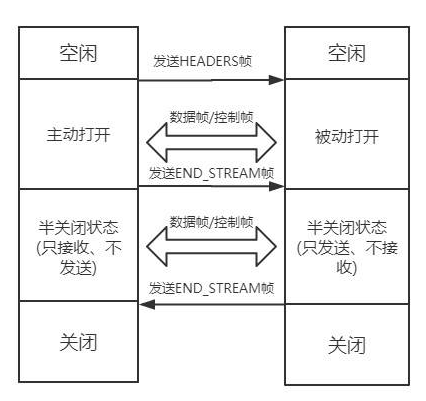 空闲
空闲
发送HEADERS帧
主动打开
数据帧/控制帧
被动打开
发送END_STREAM帧
半关闭状态
(只接收、不
发送)
数据帧/控制帧
半关闭状态
(只发送、不接
收)
发送END_STREAM帧
关闭
关闭